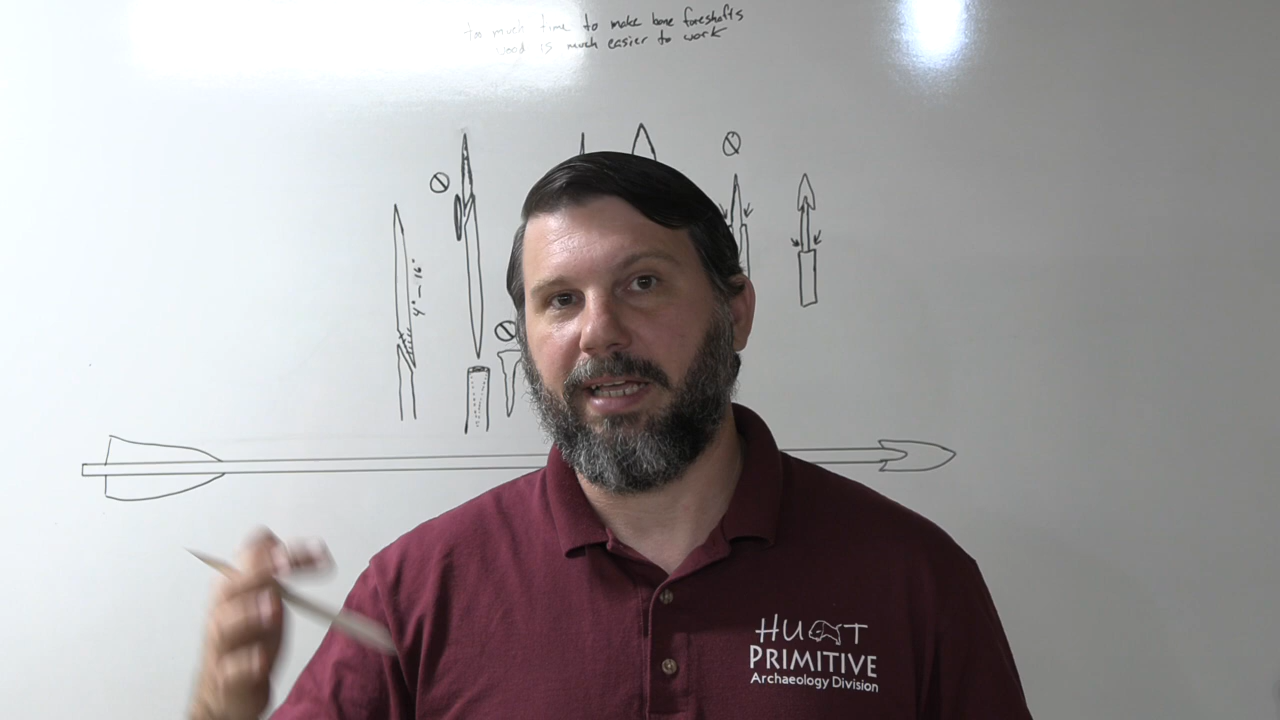 too much time to make bone foreshafts
wood is much easier to work
4" – 16"
HUNT
PRIMITIVE
Archaeology Division